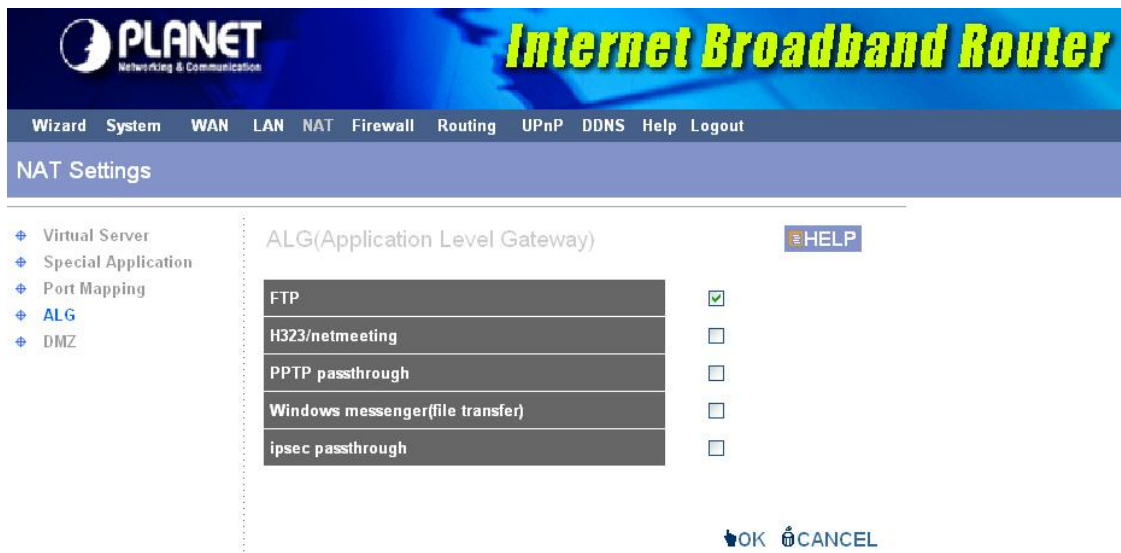 PLANET
Networking & Communication
Internet Broadband Router
Wizard System WAN LAN NAT Firewall Routing UPnP DDNS Help Logout
NAT Settings
Virtual Server
Special Application
Port Mapping
ALG
DMZ
ALG(Application Level Gateway)
HELP
FTP
H323/netmeeting
PPTP passthrough
Windows messenger(file transfer)
ipsec passthrough
OK CANCEL